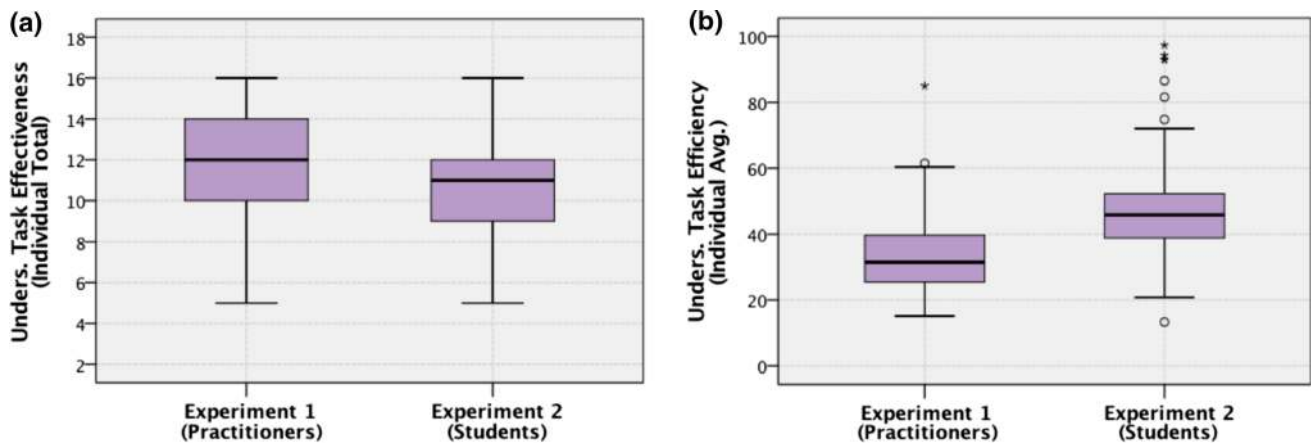 (a)
Unders. Task Effectiveness
(Individual Total)
18
16
14
12
10
8
6
4
2
Experiment 1
(Practitioners)
Experiment 2
(Students)
(b)
Unders. Task Efficiency
(Individual Avg.)
100
80
60
40
20
0
Experiment 1
(Practitioners)
Experiment 2
(Students)